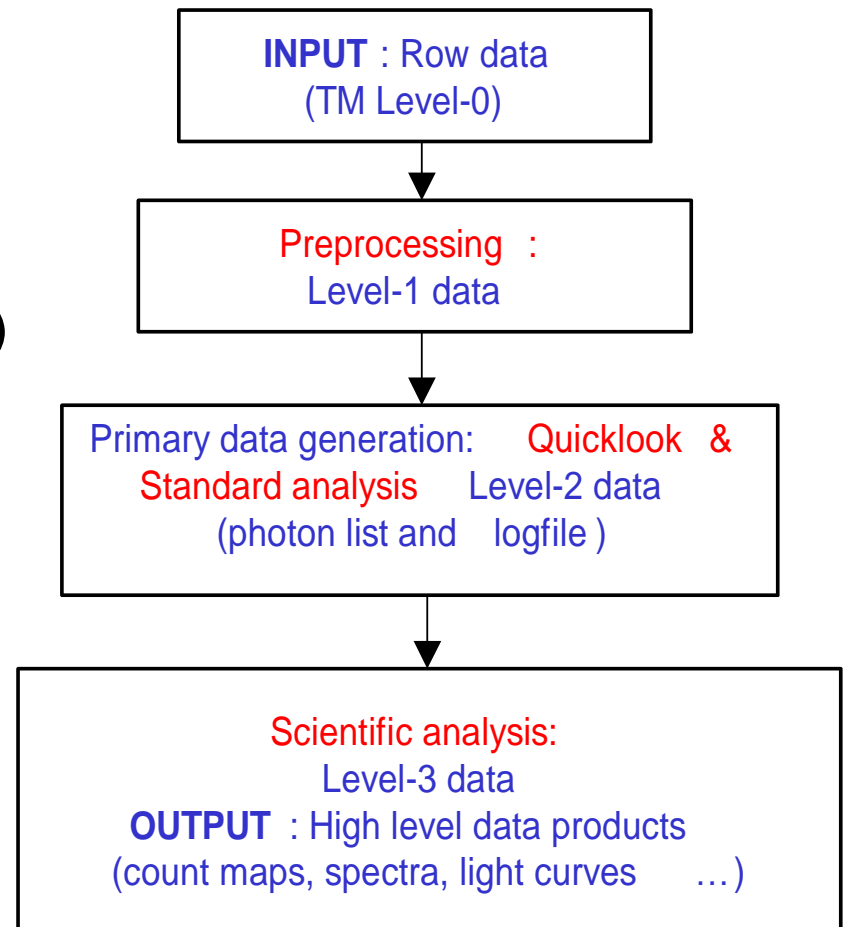 INPUT : Row data
(TM Level-0)
Preprocessing :
Level-1 data
Primary data generation: Quicklook &
Standard analysis Level-2 data
(photon list and logfile )
Scientific analysis:
Level-3 data
OUTPUT : High level data products
(count maps, spectra, light curves …)